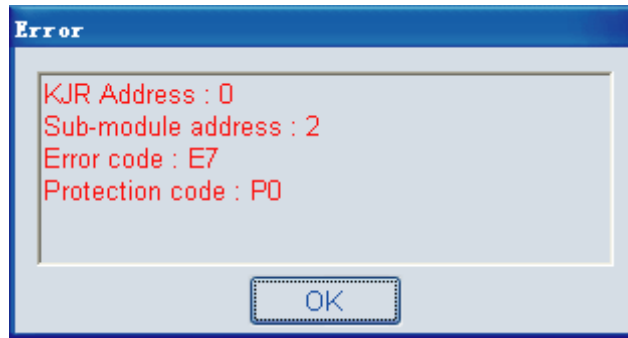 Error
KJR Address : 0
Sub-module address : 2
Error code : E7
Protection code : P0
OK